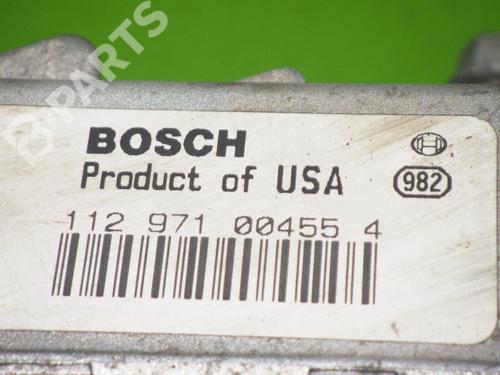 B-PARTS
BOSCH
Product of USA
982
112 971 00455 4